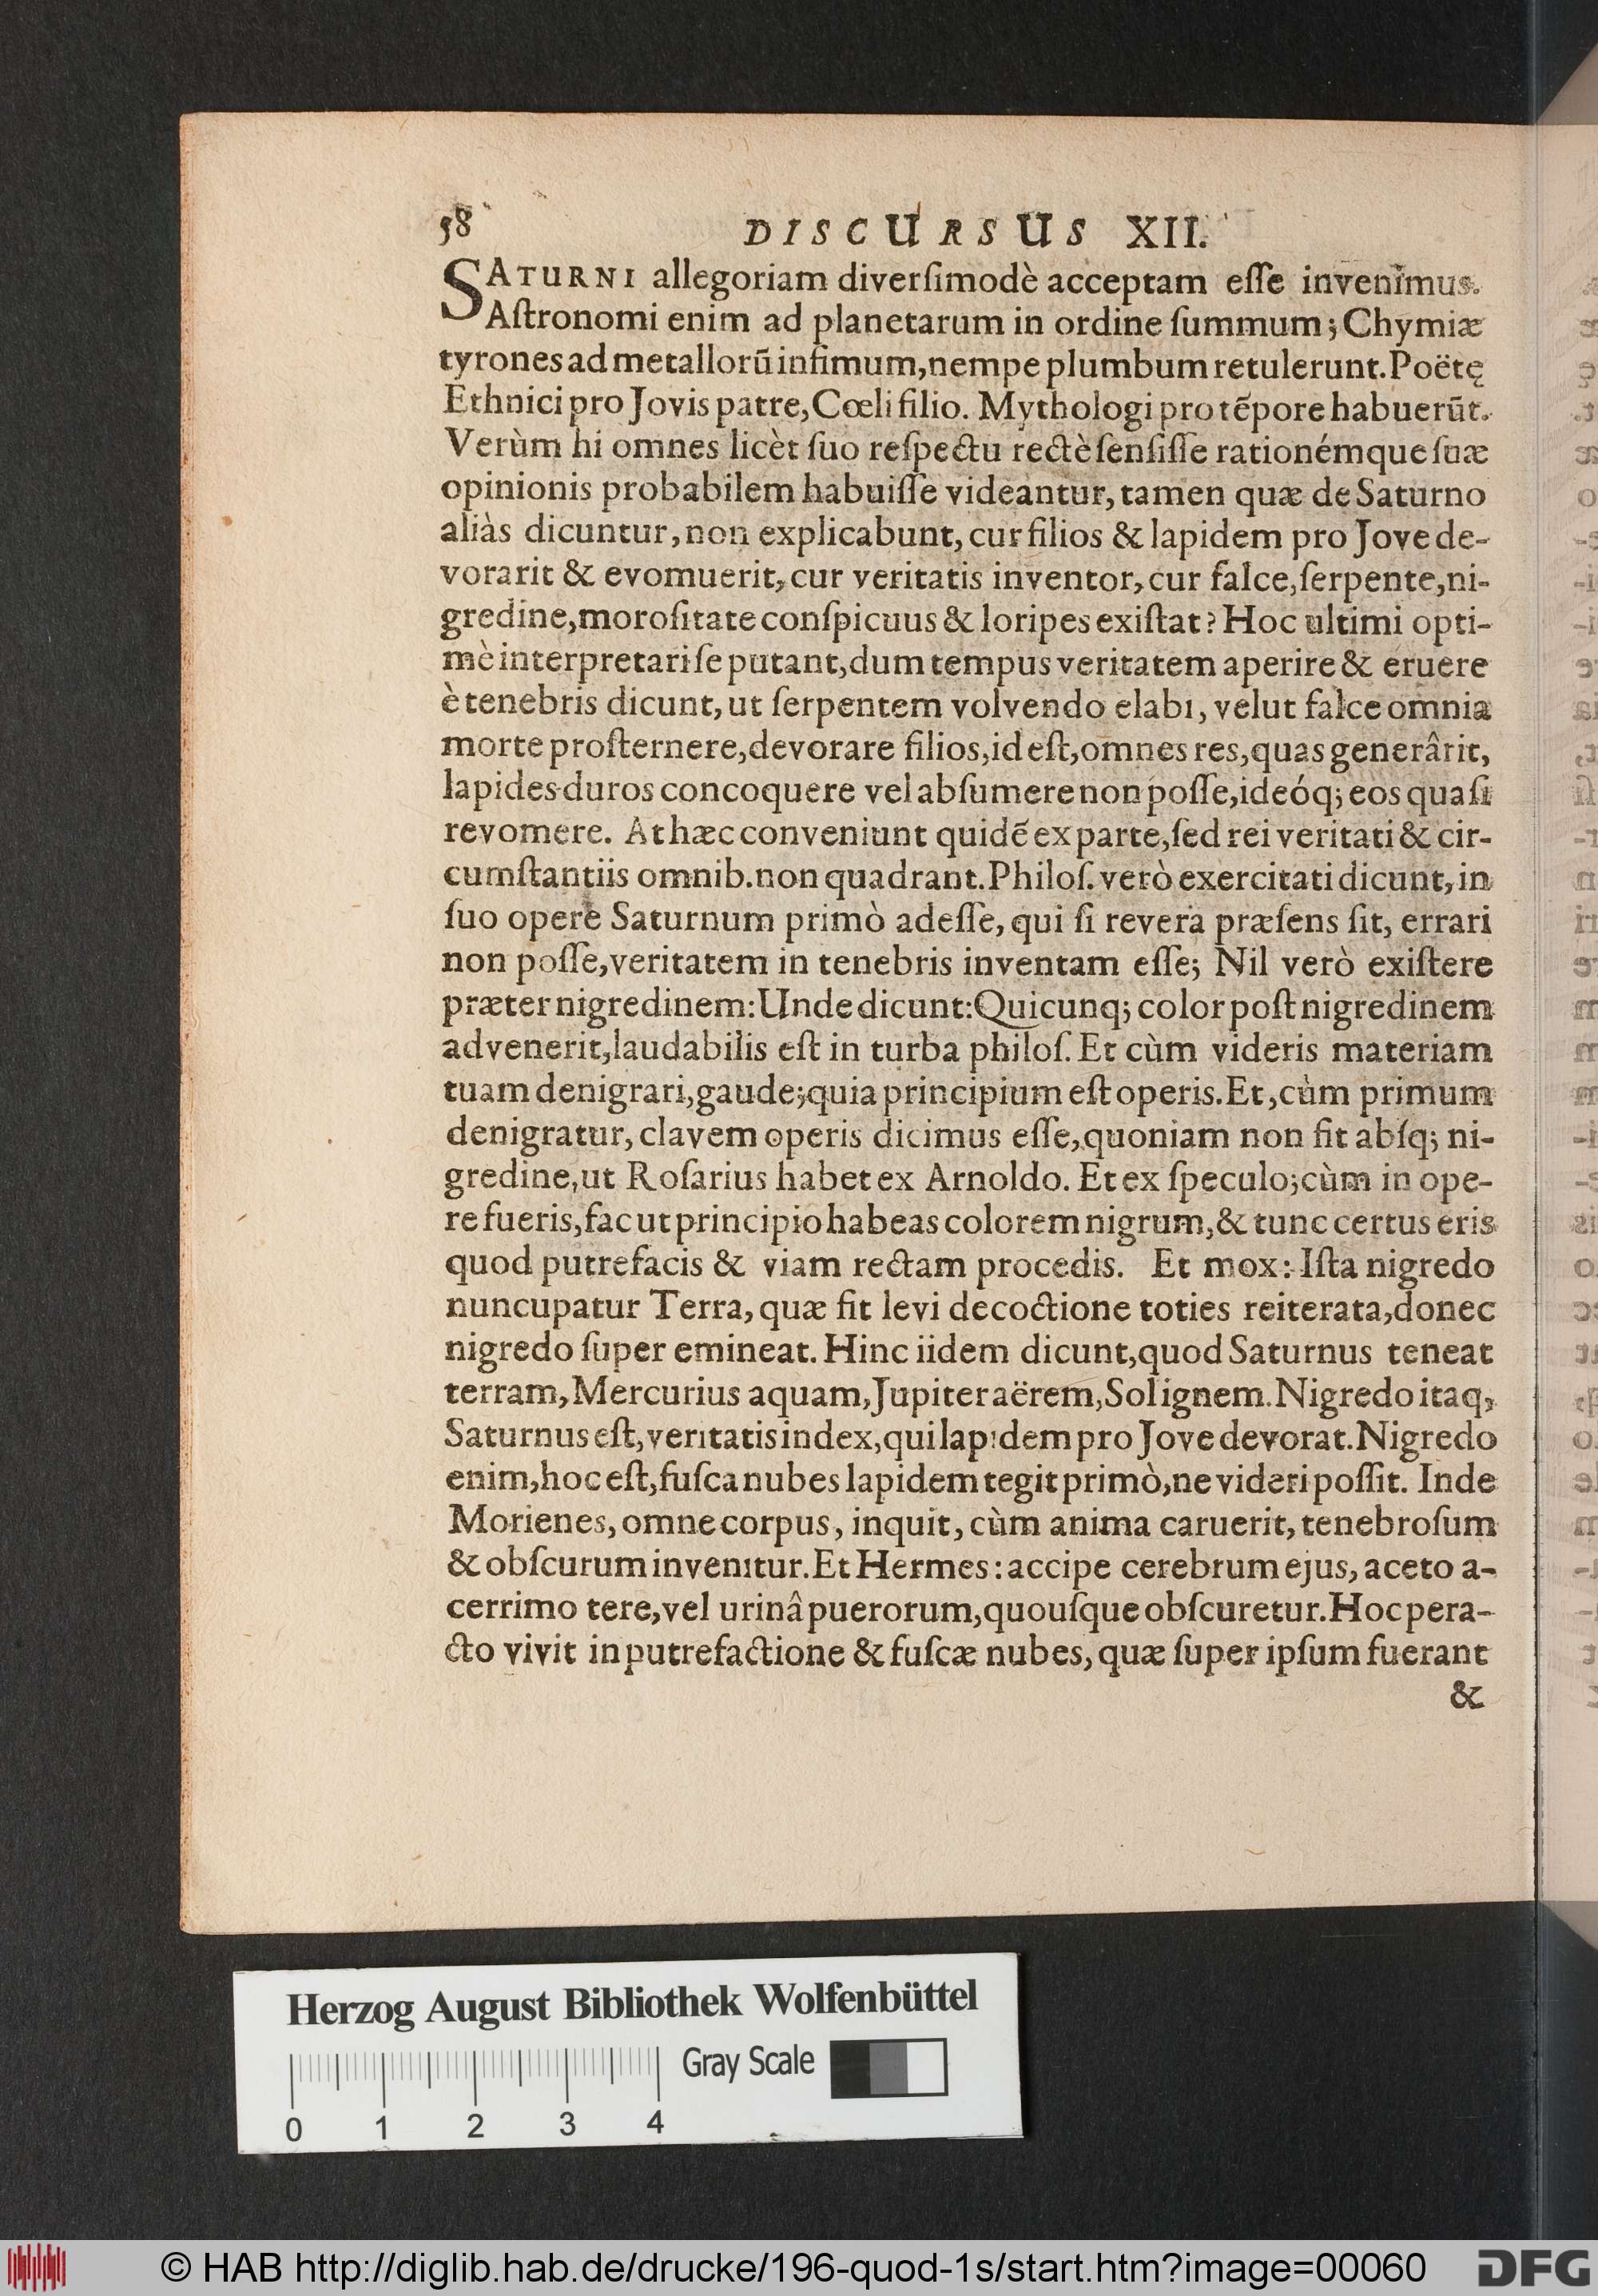 58
DISCURSUS XII.
SATURNI allegoriam diverſimodè acceptam eſſe invenimus.
Aſtronomi enim ad planetarum in ordine ſummum; Chymiæ
tyrones ad metallorũ infimum, nempe plumbum retulerunt. Poëtę
Ethnici pro Jovis patre, Cœli filio. Mythologi pro tẽpore habuerũt.
Verùm hi omnes licèt ſuo reſpectu rectè ſenſiſſe rationémque ſuæ
opinionis probabilem habuiſſe videantur, tamen quæ de Saturno
aliàs dicuntur, non explicabunt, cur filios & lapidem pro Jove de-
vorarit & evomuerit, cur veritatis inventor, cur falce, ſerpente, ni-
gredine, moroſitate conſpicuus & loripes exiſtat? Hoc ultimi opti-
mè interpretari ſe putant, dum tempus veritatem aperire & eruere
è tenebris dicunt, ut ſerpentem volvendo elabi, velut falce omnia
morte proſternere, devorare filios, id eſt, omnes res, quas generârit,
lapides duros concoquere vel abſumere non poſſe, ideóq; eos quaſi
revomere. At hæc conveniunt quidẽ ex parte, ſed rei veritati & cir-
cumſtantiis omnib. non quadrant. Philoſ. verò exercitati dicunt, in
ſuo opere Saturnum primò adeſſe, qui ſi revera præſens ſit, errari
non poſſe, veritatem in tenebris inventam eſſe; Nil verò exiſtere
præter nigredinem: Unde dicunt: Quicunq; color poſt nigredinem
advenerit, laudabilis eſt in turba philoſ. Et cùm videris materiam
tuam denigrari, gaude; quia principium eſt operis. Et, cùm primum
denigratur, clavem operis dicimus eſſe, quoniam non fit abſq; ni-
gredine, ut Roſarius habet ex Arnoldo. Et ex ſpeculo; cùm in ope-
re fueris, fac ut principio habeas colorem nigrum, & tunc certus eris
quod putrefacis & viam rectam procedis. Et mox: Iſta nigredo
nuncupatur Terra, quæ fit levi decoctione toties reiterata, donec
nigredo ſuper emineat. Hinc iidem dicunt, quod Saturnus teneat
terram, Mercurius aquam, Jupiter aërem, Sol ignem. Nigredo itaq;
Saturnus eſt, veritatis index, qui lapidem pro Jove devorat. Nigredo
enim, hoc eſt, fuſca nubes lapidem tegit primò, ne videri poſſit. Inde
Morienes, omne corpus, inquit, cùm anima caruerit, tenebroſum
& obſcurum invenitur. Et Hermes: accipe cerebrum ejus, aceto a-
cerrimo tere, vel urinâ puerorum, quouſque obſcuretur. Hoc pera-
cto vivit in putrefactione & fuſcæ nubes, quæ ſuper ipſum fuerant
&
Herzog August Bibliothek Wolfenbüttel
Gray Scale
0 1 2 3 4
© HAB http://diglib.hab.de/drucke/196-quod-1s/start.htm?image=00060
DFG